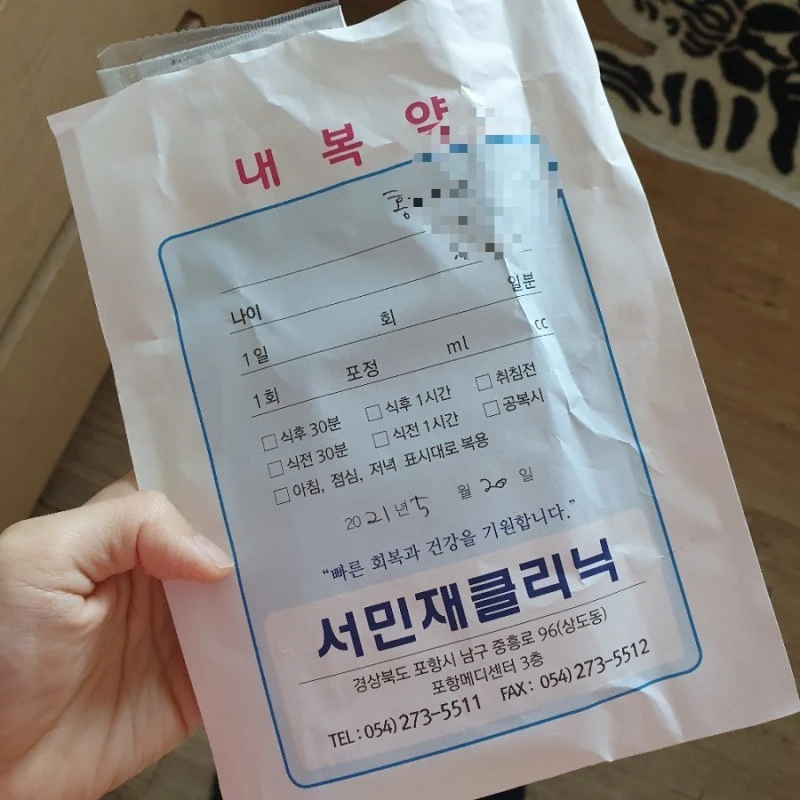 내 복 약
홍
나이
1일 회 일분
1회 포정 ml cc
□ 식후 30분 □ 식후 1시간 □ 취침전
□ 식전 30분 □ 식전 1시간 □ 공복시
□ 아침, 점심, 저녁 표시대로 복용
2021년 5 월 20 일
“빠른 회복과 건강을 기원합니다.”
서민재클리닉
경상북도 포항시 남구 중흥로 96(상도동)
포항메디센터 3층
TEL : 054) 273-5511 FAX : 054) 273-5512